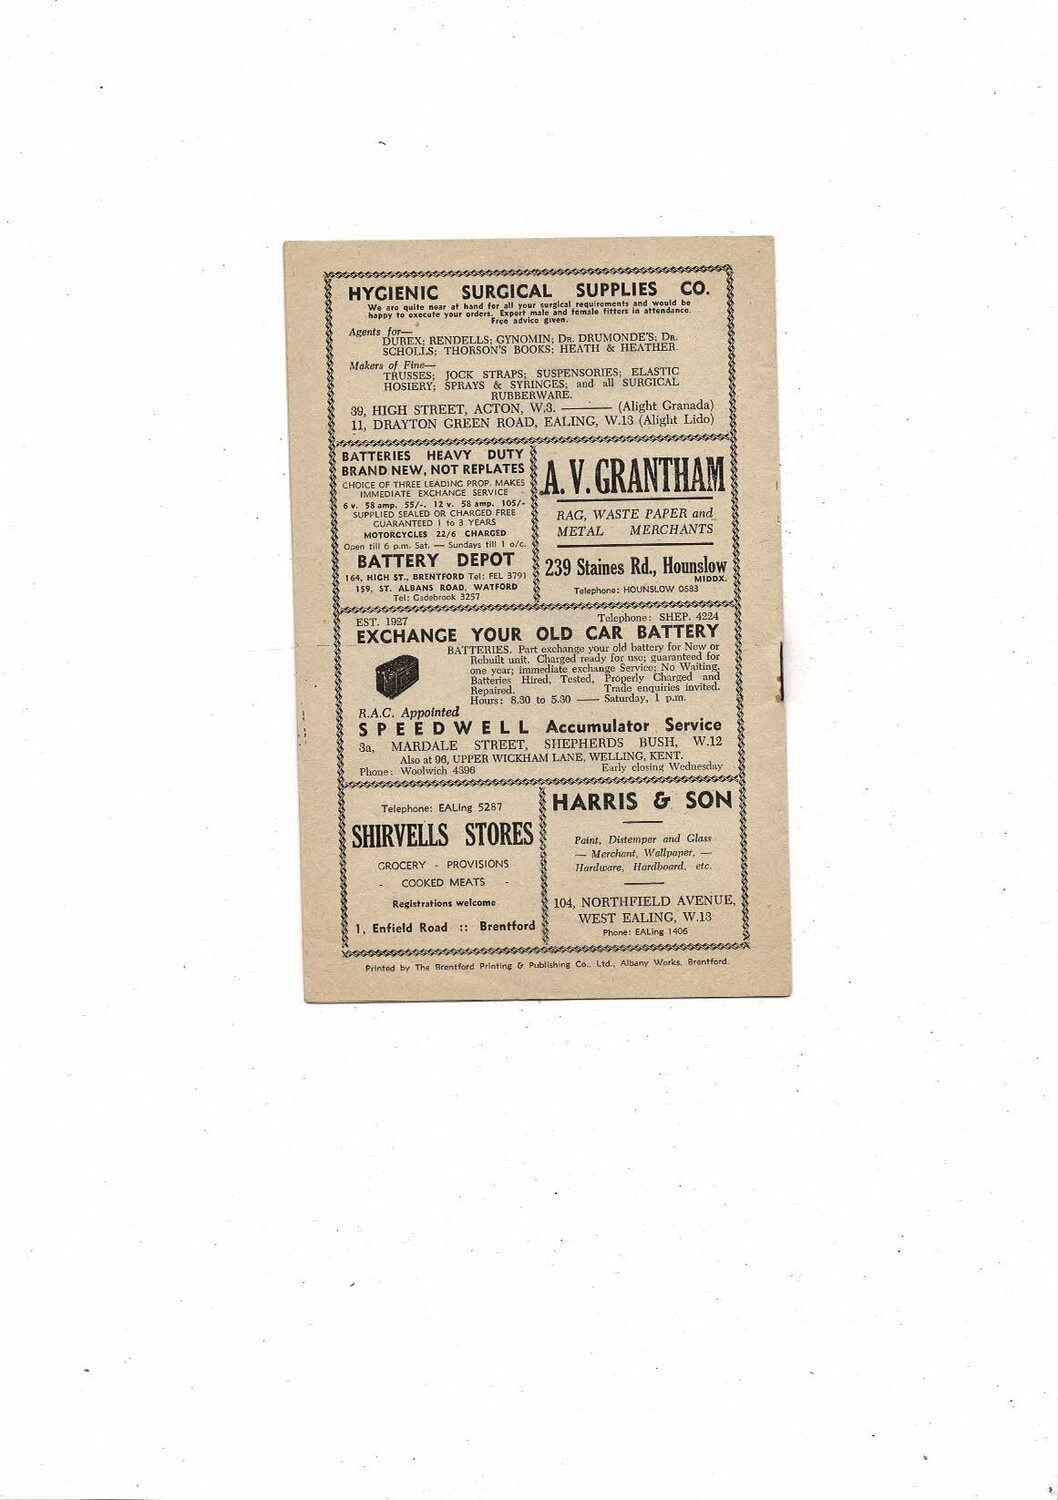 HYGIENIC SURGICAL SUPPLIES CO.
We are quite near at hand for all your surgical requirements and would be
happy to execute your orders. Expert male and female fitters in attendance.
Free advice given.
Agents for—
DUREX; RENDELLS; GYNOMIN; DR. DRUMONDE'S; DR.
SCHOLLS; THORSON'S BOOKS; HEATH & HEATHER.
Makers of Fine—
TRUSSES; JOCK STRAPS; SUSPENSORIES; ELASTIC
HOSIERY; SPRAYS & SYRINGES; and all SURGICAL
RUBBERWARE.
39, HIGH STREET, ACTON, W.3. ——— (Alight Granada)
11, DRAYTON GREEN ROAD, EALING, W.13 (Alight Lido)
BATTERIES HEAVY DUTY
BRAND NEW, NOT REPLATES
CHOICE OF THREE LEADING PROP. MAKES
IMMEDIATE EXCHANGE SERVICE -
6 v. 58 amp. 55/-. 12 v. 58 amp. 105/-
SUPPLIED SEALED OR CHARGED FREE
GUARANTEED 1 to 3 YEARS
MOTORCYCLES 22/6 CHARGED
Open till 6 p.m. Sat. — Sundays till 1 o/c.
BATTERY DEPOT
164, HIGH ST., BRENTFORD Tel: FEL 3791
159, ST. ALBANS ROAD, WATFORD
Tel: Gadebrook 3257
A. V. GRANTHAM
RAG, WASTE PAPER and
METAL MERCHANTS
239 Staines Rd., Hounslow
MIDDX.
Telephone: HOUNSLOW 0583
EST. 1927 Telephone: SHEP. 4224
EXCHANGE YOUR OLD CAR BATTERY
BATTERIES. Part exchange your old battery for New or
Rebuilt unit. Charged ready for use; guaranteed for
one year; immediate exchange Service; No Waiting.
Batteries Hired, Tested, Properly Charged and
Repaired. Trade enquiries invited.
Hours: 8.30 to 5.30 —— Saturday, 1 p.m.
R.A.C. Appointed
SPEEDWELL Accumulator Service
3a, MARDALE STREET, SHEPHERDS BUSH, W.12
Also at 96, UPPER WICKHAM LANE, WELLING, KENT.
Phone: Woolwich 4396 Early closing Wednesday
Telephone: EALing 5287
SHIRVELLS STORES
GROCERY - PROVISIONS
- COOKED MEATS -
Registrations welcome
1, Enfield Road :: Brentford
HARRIS & SON
Paint, Distemper and Glass
— Merchant, Wallpaper, —
Hardware, Hardboard, etc.
104, NORTHFIELD AVENUE,
WEST EALING, W.13
Phone: EALing 1406
Printed by The Brentford Printing & Publishing Co., Ltd., Albany Works, Brentford.